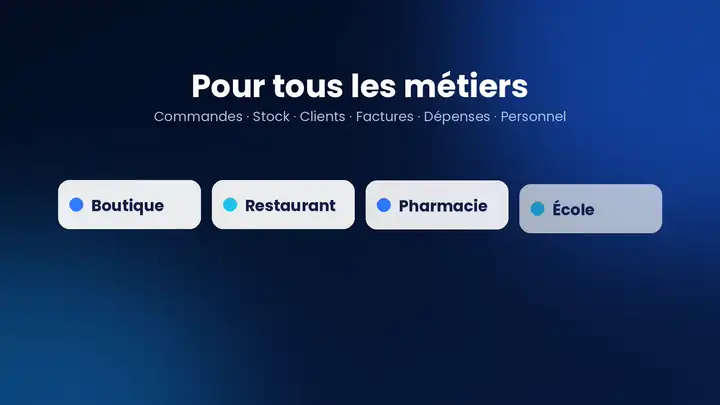 Pour tous les métiers
Commandes · Stock · Clients · Factures · Dépenses · Personnel
Boutique
Restaurant
Pharmacie
École